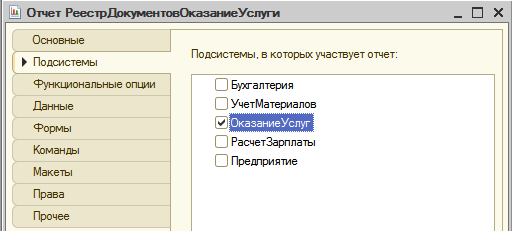 Отчет РеестрДокументовОказаниеУслуги
Основные
Подсистемы
Функциональные опции
Данные
Формы
Команды
Макеты
Права
Прочее
Подсистемы, в которых участвует отчет:
Бухгалтерия
УчетМатериалов
ОказаниеУслуг
РасчетЗарплаты
Предприятие